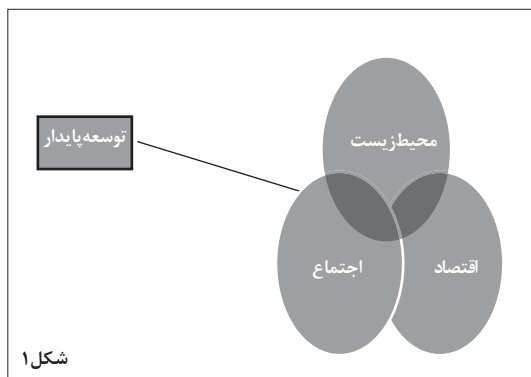 محیط‌زیست
توسعه‌پایدار
اجتماع
اقتصاد
شکل۱